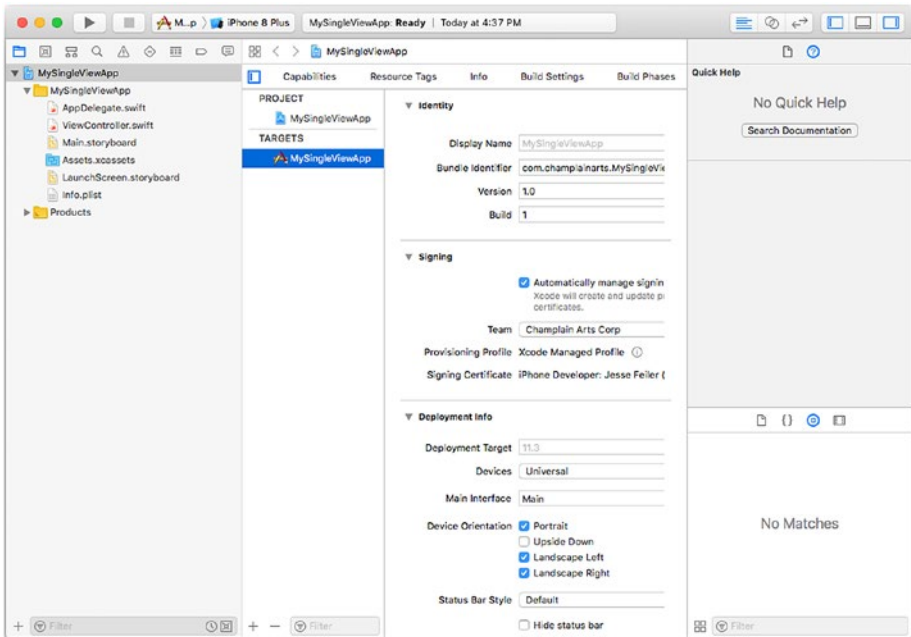 M...p
iPhone 8 Plus
MySingleViewApp: Ready | Today at 4:37 PM
MySingleViewApp
MySingleViewApp
AppDelegate.swift
ViewController.swift
Main.storyboard
Assets.xcassets
LaunchScreen.storyboard
Info.plist
Products
Filter
MySingleViewApp
Capabilities
Resource Tags
Info
Build Settings
Build Phases
PROJECT
MySingleViewApp
TARGETS
MySingleViewApp
Filter
Identity
Display Name MySingleViewApp
Bundle Identifier com.champlainarts.MySingleVie
Version 1.0
Build 1
Signing
Automatically manage signin
Xcode will create and update p
certificates.
Team Champlain Arts Corp
Provisioning Profile Xcode Managed Profile
Signing Certificate iPhone Developer: Jesse Feiler (
Deployment Info
Deployment Target 11.3
Devices Universal
Main Interface Main
Device Orientation Portrait
Upside Down
Landscape Left
Landscape Right
Status Bar Style Default
Hide status bar
Quick Help
No Quick Help
Search Documentation
{}
No Matches
Filter